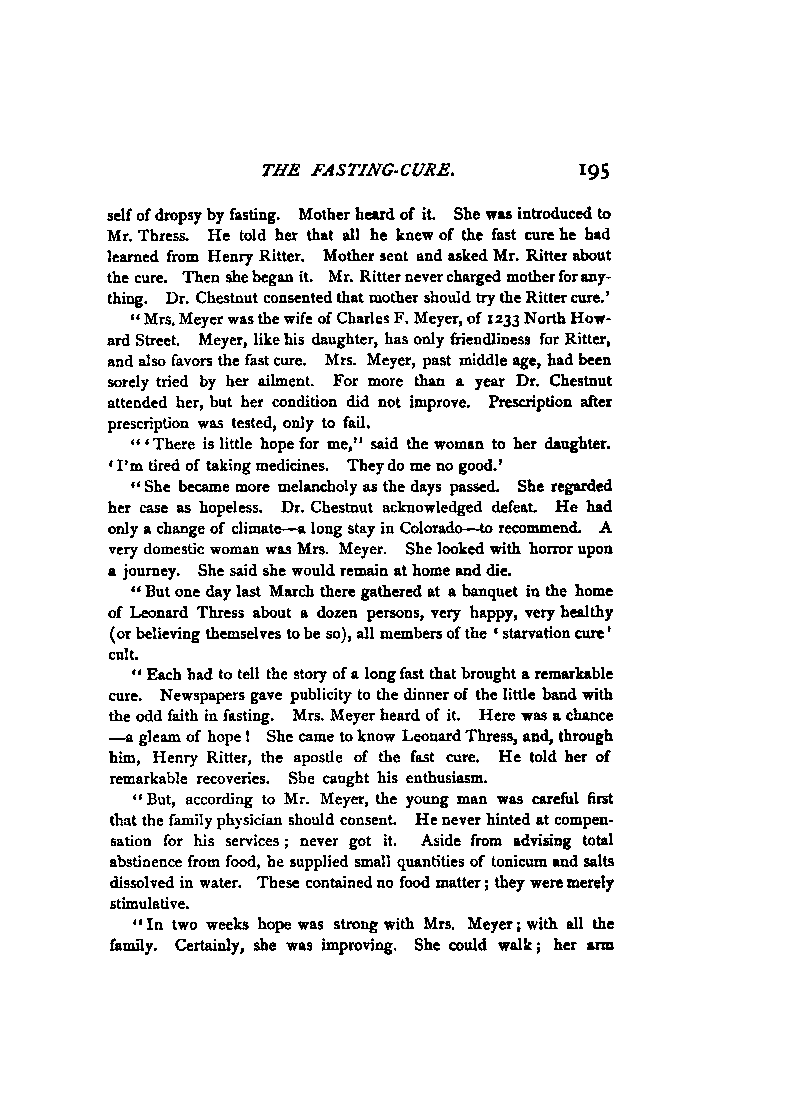 THE FASTING-CURE. 195
self of dropsy by fasting. Mother heard of it. She was introduced to
Mr. Thress. He told her that all he knew of the fast cure he had
learned from Henry Ritter. Mother sent and asked Mr. Ritter about
the cure. Then she began it. Mr. Ritter never charged mother for any-
thing. Dr. Chestnut consented that mother should try the Ritter cure.'
“Mrs. Meyer was the wife of Charles F. Meyer, of 1233 North How-
ard Street. Meyer, like his daughter, has only friendliness for Ritter,
and also favors the fast cure. Mrs. Meyer, past middle age, had been
sorely tried by her ailment. For more than a year Dr. Chestnut
attended her, but her condition did not improve. Prescription after
prescription was tested, only to fail.
“‘There is little hope for me,” said the woman to her daughter.
‘I'm tired of taking medicines. They do me no good.’
“She became more melancholy as the days passed. She regarded
her case as hopeless. Dr. Chestnut acknowledged defeat. He had
only a change of climate—a long stay in Colorado—to recommend. A
very domestic woman was Mrs. Meyer. She looked with horror upon
a journey. She said she would remain at home and die.
“But one day last March there gathered at a banquet in the home
of Leonard Thress about a dozen persons, very happy, very healthy
(or believing themselves to be so), all members of the ‘starvation cure’
cult.
“Each had to tell the story of a long fast that brought a remarkable
cure. Newspapers gave publicity to the dinner of the little band with
the odd faith in fasting. Mrs. Meyer heard of it. Here was a chance
—a gleam of hope! She came to know Leonard Thress, and, through
him, Henry Ritter, the apostle of the fast cure. He told her of
remarkable recoveries. She caught his enthusiasm.
“But, according to Mr. Meyer, the young man was careful first
that the family physician should consent. He never hinted at compen-
sation for his services; never got it. Aside from advising total
abstinence from food, he supplied small quantities of tonicum and salts
dissolved in water. These contained no food matter; they were merely
stimulative.
“In two weeks hope was strong with Mrs. Meyer; with all the
family. Certainly, she was improving. She could walk; her arm